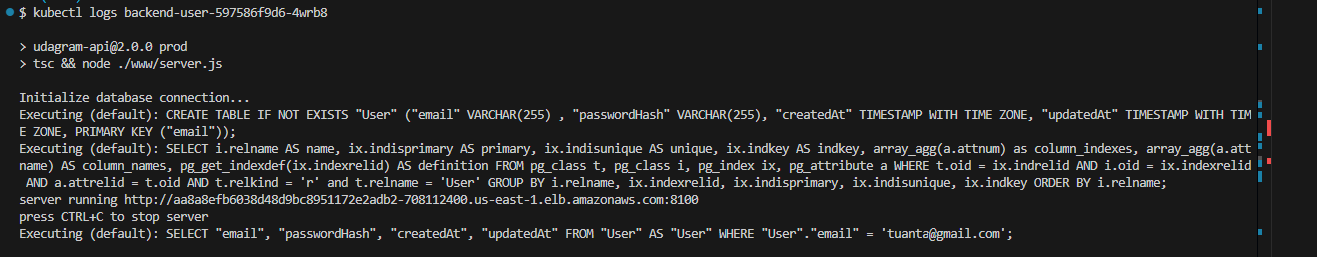 $ kubectl logs backend-user-597586f9d6-4wrb8
> udagram-api@2.0.0 prod
> tsc && node ./www/server.js
Initialize database connection...
Executing (default): CREATE TABLE IF NOT EXISTS "User" ("email" VARCHAR(255) , "passwordHash" VARCHAR(255), "createdAt" TIMESTAMP WITH TIME ZONE, "updatedAt" TIMESTAMP WITH TIM
E ZONE, PRIMARY KEY ("email"));
Executing (default): SELECT i.relname AS name, ix.indisprimary AS primary, ix.indisunique AS unique, ix.indkey AS indkey, array_agg(a.attnum) as column_indexes, array_agg(a.att
name) AS column_names, pg_get_indexdef(ix.indexrelid) AS definition FROM pg_class t, pg_class i, pg_index ix, pg_attribute a WHERE t.oid = ix.indrelid AND i.oid = ix.indexrelid
 AND a.attrelid = t.oid AND t.relkind = 'r' and t.relname = 'User' GROUP BY i.relname, ix.indexrelid, ix.indisprimary, ix.indisunique, ix.indkey ORDER BY i.relname;
server running http://aa8a8efb6038d48d9bc8951172e2adb2-708112400.us-east-1.elb.amazonaws.com:8100
press CTRL+C to stop server
Executing (default): SELECT "email", "passwordHash", "createdAt", "updatedAt" FROM "User" AS "User" WHERE "User"."email" = 'tuanta@gmail.com';